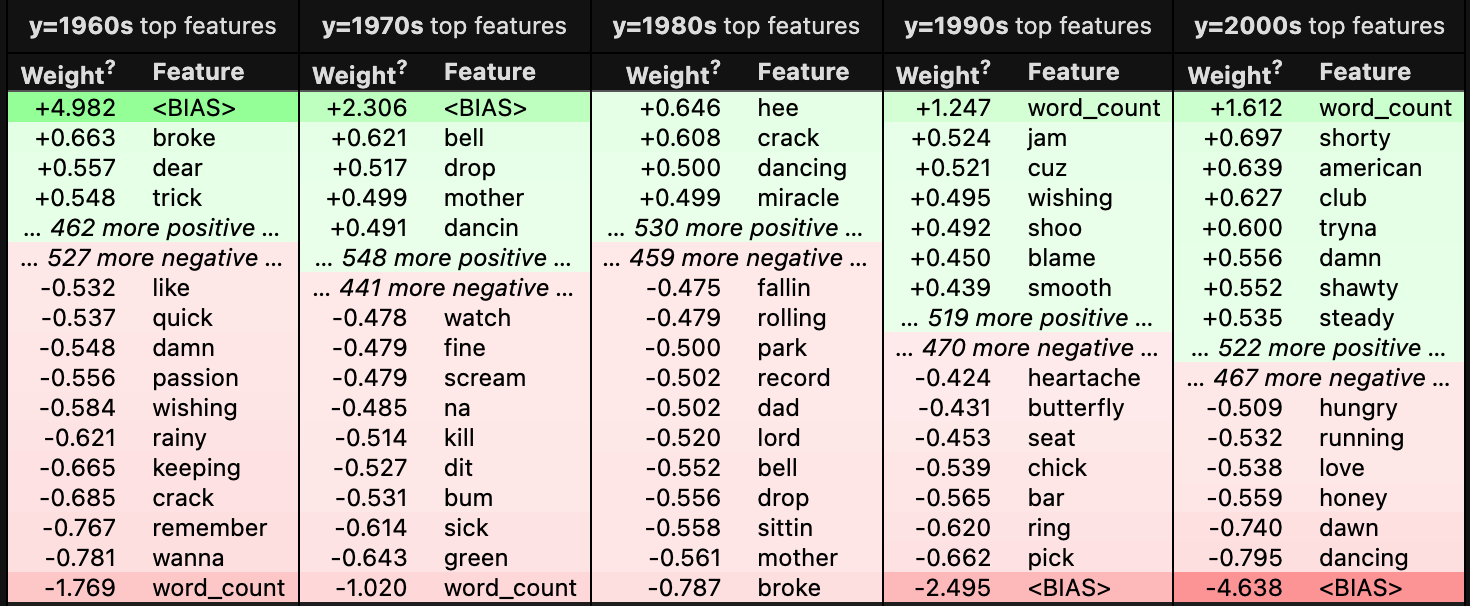 y=1960s top features y=1970s top features y=1980s top features y=1990s top features y=2000s top features
Weight? Feature Weight? Feature Weight? Feature Weight? Feature Weight? Feature
+4.982 <BIAS> +2.306 <BIAS> +0.646 hee +1.247 word_count +1.612 word_count
+0.663 broke +0.621 bell +0.608 crack +0.524 jam +0.697 shorty
+0.557 dear +0.517 drop +0.500 dancing +0.521 cuz +0.639 american
+0.548 trick +0.499 mother +0.499 miracle +0.495 wishing +0.627 club
... 462 more positive ... +0.491 dancin ... 530 more positive ... +0.492 shoo +0.600 tryna
... 527 more negative ... ... 548 more positive ... ... 459 more negative ... +0.450 blame +0.556 damn
-0.532 like ... 441 more negative ... -0.475 fallin +0.439 smooth +0.552 shawty
-0.537 quick -0.478 watch -0.479 rolling ... 519 more positive ... +0.535 steady
-0.548 damn -0.479 fine -0.500 park ... 470 more negative ... ... 522 more positive ...
-0.556 passion -0.479 scream -0.502 record -0.424 heartache ... 467 more negative ...
-0.584 wishing -0.485 na -0.502 dad -0.431 butterfly -0.509 hungry
-0.621 rainy -0.514 kill -0.520 lord -0.453 seat -0.532 running
-0.665 keeping -0.527 dit -0.552 bell -0.539 chick -0.538 love
-0.685 crack -0.531 bum -0.556 drop -0.565 bar -0.559 honey
-0.767 remember -0.614 sick -0.558 sittin -0.620 ring -0.740 dawn
-0.781 wanna -0.643 green -0.561 mother -0.662 pick -0.795 dancing
-1.769 word_count -1.020 word_count -0.787 broke -2.495 <BIAS> -4.638 <BIAS>